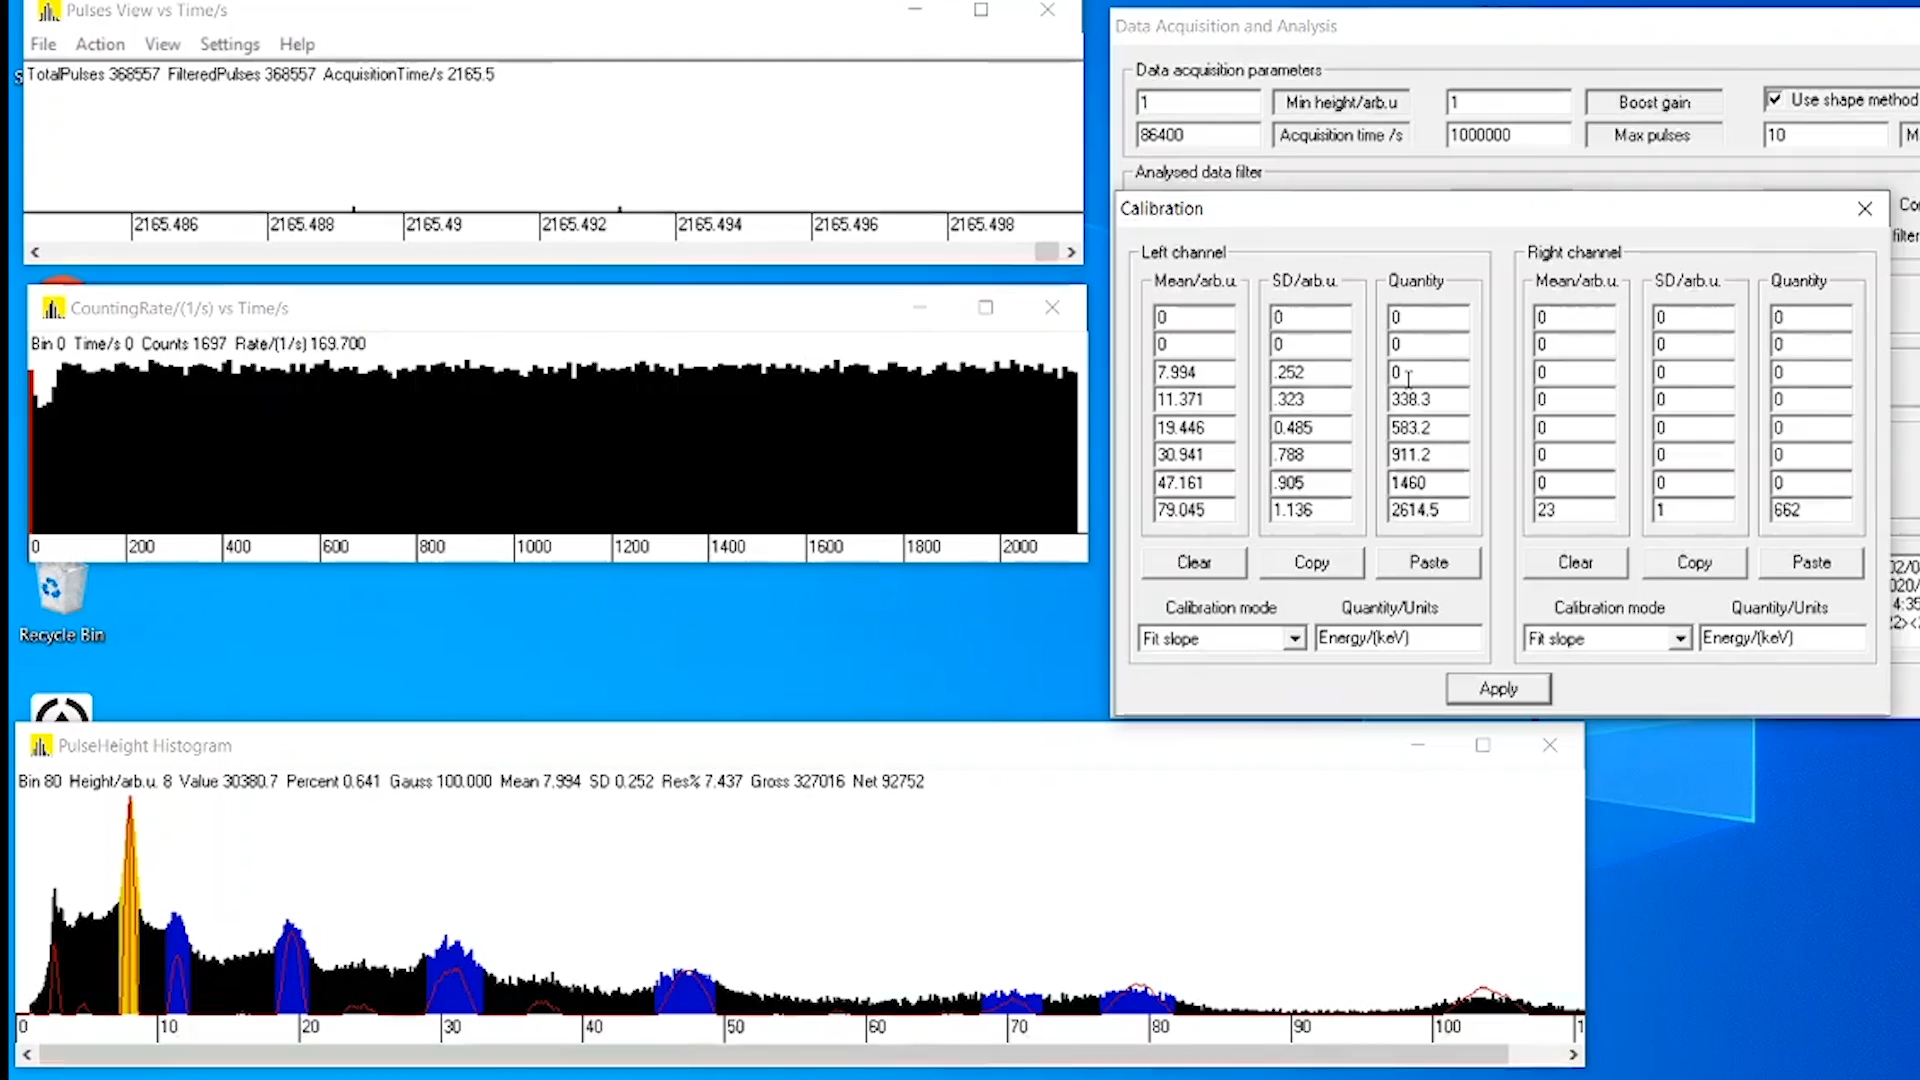 Pulses View vs Time/s
File Action View Settings Help
TotalPulses 368557 FilteredPulses 368557 AcquisitionTime/s 2165.5
2165.486 2165.488 2165.49 2165.492 2165.494 2165.496 2165.498
CountingRate/(1/s) vs Time/s
Bin 0 Time/s 0 Counts 1697 Rate/(1/s) 169.700
0 200 400 600 800 1000 1200 1400 1600 1800 2000
Recycle Bin
Data Acquisition and Analysis
Data acquisition parameters
1 Min height/arb.u 1 Boost gain Use shape method
86400 Acquisition time /s 1000000 Max pulses 10 M
Analysed data filter
Calibration
Left channel Right channel
Mean/arb.u. SD/arb.u. Quantity Mean/arb.u. SD/arb.u. Quantity
0 0 0 0 0 0
0 0 0 0 0 0
7.994 .252 0 0 0 0
11.371 .323 338.3 0 0 0
19.446 0.485 583.2 0 0 0
30.941 .788 911.2 0 0 0
47.161 .905 1460 0 0 0
79.045 1.136 2614.5 23 1 662
Clear Copy Paste Clear Copy Paste
Calibration mode Quantity/Units Calibration mode Quantity/Units
Fit slope Energy/(keV) Fit slope Energy/(keV)
Apply
PulseHeight Histogram
Bin 80 Height/arb.u. 8 Value 30380.7 Percent 0.641 Gauss 100.000 Mean 7.994 SD 0.252 Res% 7.437 Gross 327016 Net 92752
0 10 20 30 40 50 60 70 80 90 100